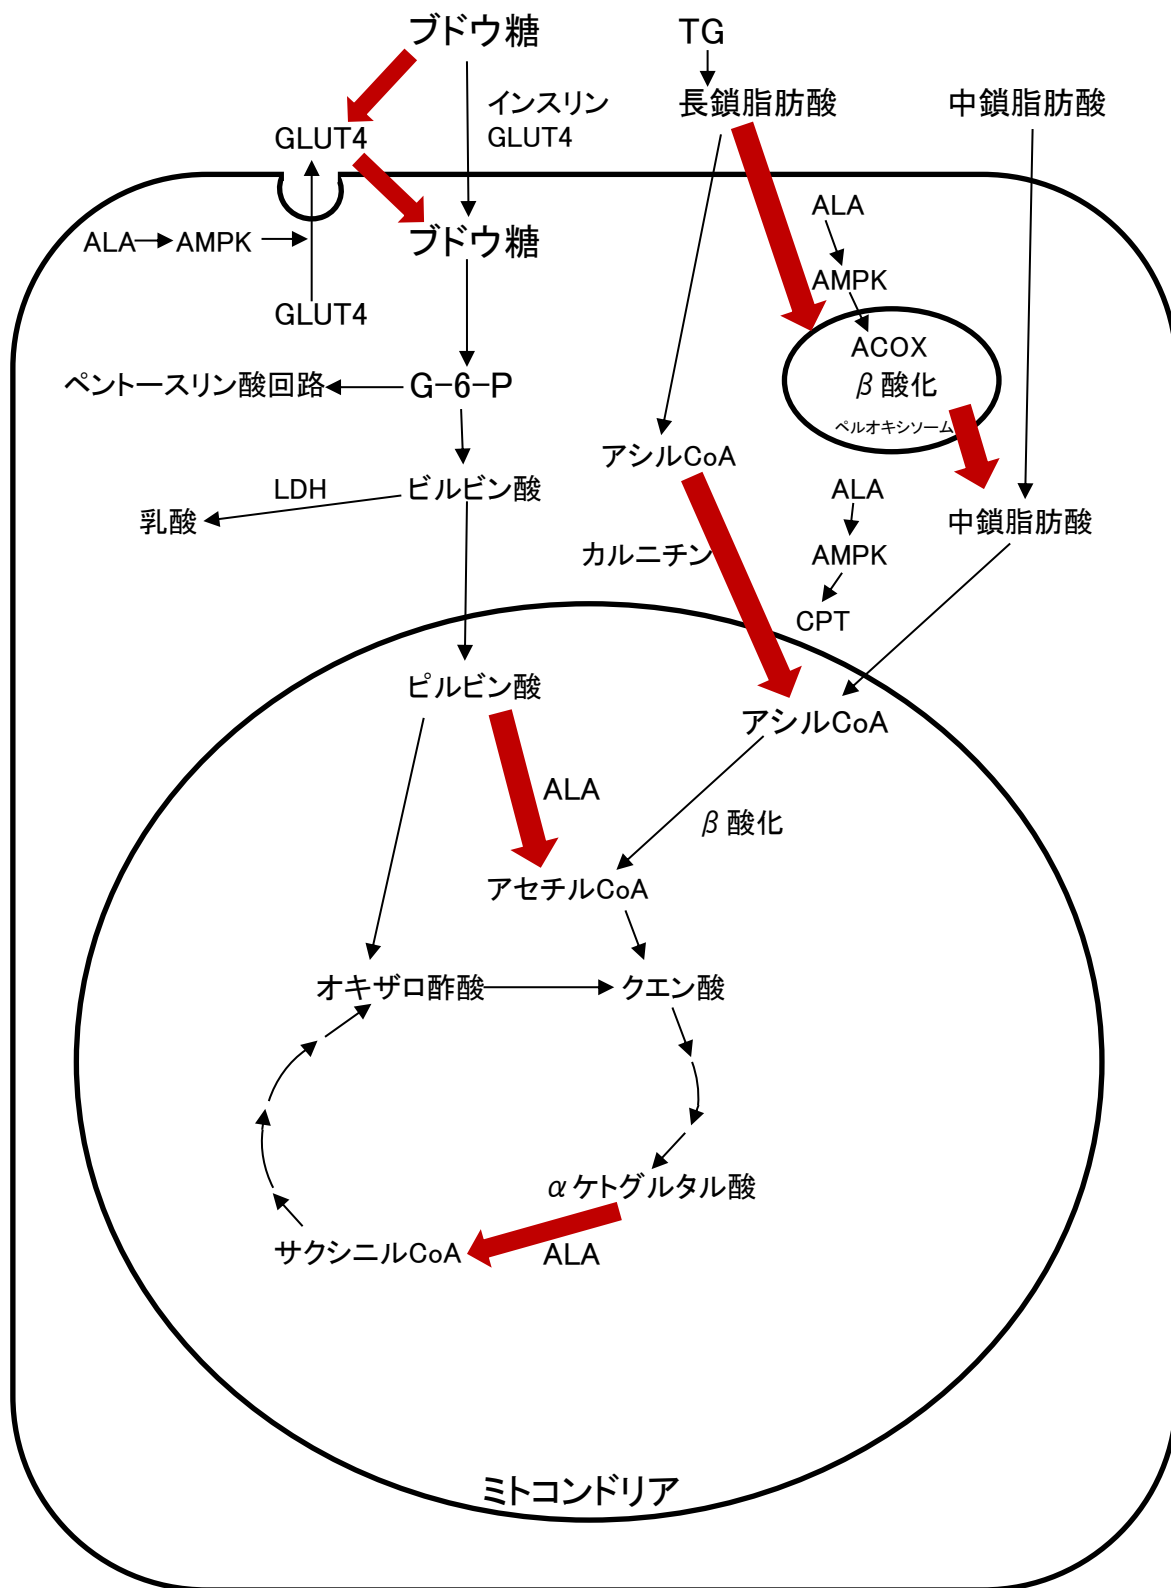 ブドウ糖
TG
インスリン
GLUT4
長鎖脂肪酸
中鎖脂肪酸
GLUT4
ALA
ALA
AMPK
ブドウ糖
AMPK
GLUT4
ACOX
β酸化
ペルオキシソーム
ペントースリン酸回路
G-6-P
アシルCoA
LDH
ビルビン酸
ALA
乳酸
中鎖脂肪酸
カルニチン
AMPK
CPT
ピルビン酸
アシルCoA
ALA
β酸化
アセチルCoA
オキザロ酢酸
クエン酸
αケトグルタル酸
サクシニルCoA
ALA
ミトコンドリア